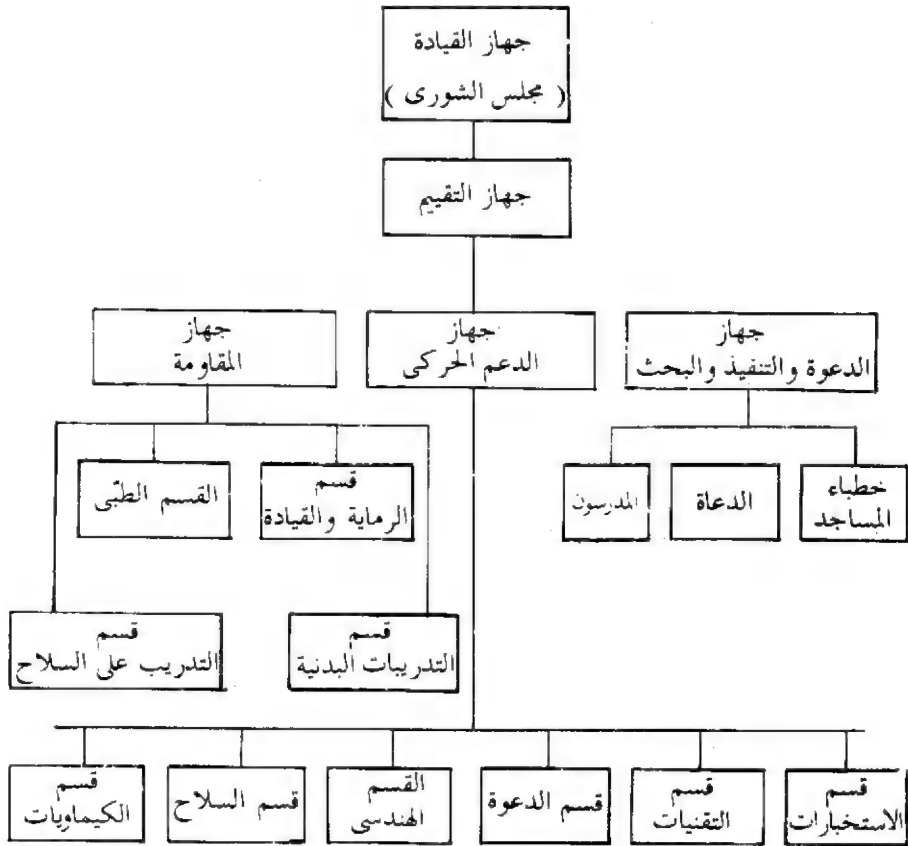 جهاز القيادة
( مجلس الشورى )
جهاز التقييم
جهاز
الدعوة والتنفيذ والبحث
جهاز
الدعم الحركى
جهاز
المقاومة
خطباء
المساجد
الدعاة
المدرسون
قسم
الرماية والقيادة
القسم الطبّى
قسم
التدريبات البدنية
قسم
التدريب على السلاح
قسم
الاستخبارات
قسم
التقنيات
قسم الدعوة
القسم
الهندسى
قسم السلاح
قسم
الكيماويات